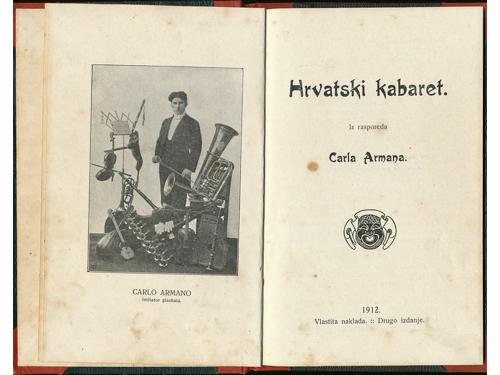 CARLO ARMANO
Imitator glazbala.
Hrvatski kabaret.
Iz rasporeda
Carla Armana.
1912.
Vlastita naklada. :: Drugo izdanje.